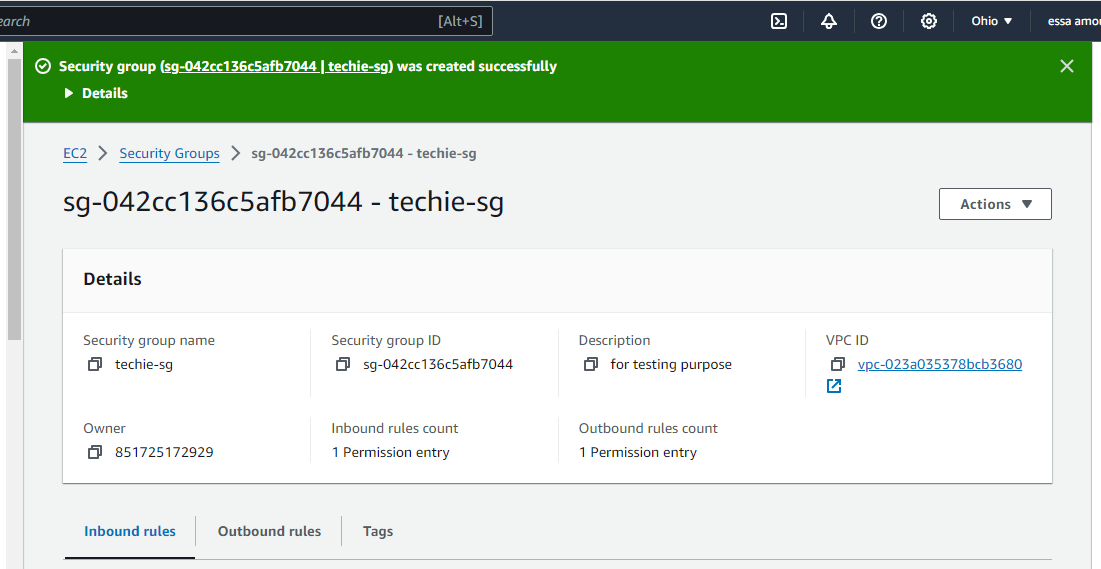 earch [Alt+S] Ohio essa amou
Security group (sg-042cc136c5afb7044 | techie-sg) was created successfully
Details
EC2 Security Groups sg-042cc136c5afb7044 - techie-sg
sg-042cc136c5afb7044 - techie-sg
Actions
Details
Security group name Security group ID Description VPC ID
techie-sg sg-042cc136c5afb7044 for testing purpose vpc-023a035378bcb3680
Owner Inbound rules count Outbound rules count
851725172929 1 Permission entry 1 Permission entry
Inbound rules Outbound rules Tags